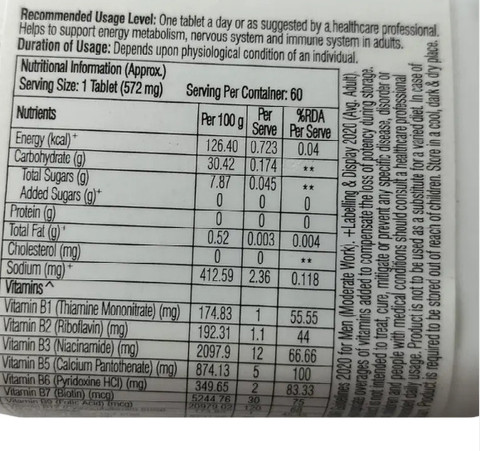 Recommended Usage Level: One tablet a day or as suggested by a healthcare professional.
Helps to support energy metabolism, nervous system and immune system in adults.
Duration of Usage: Depends upon physiological condition of an individual.
Nutritional Information (Approx.)
Serving Size: 1 Tablet (572 mg) Serving Per Container: 60
Nutrients Per 100 g Per Serve %RDA Per Serve
Energy (kcal)+ 126.40 0.723 0.04
Carbohydrate (g) 30.42 0.174 **
Total Sugars (g) 7.87 0.045 **
Added Sugars (g)+ 0 0 0
Protein (g) 0 0 0
Total Fat (g)+ 0.52 0.003 0.004
Cholesterol (mg) 0 0 **
Sodium (mg)+ 412.59 2.36 0.118
Vitamins^
Vitamin B1 (Thiamine Mononitrate) (mg) 174.83 1 55.55
Vitamin B2 (Riboflavin) (mg) 192.31 1.1 44
Vitamin B3 (Niacinamide) (mg) 2097.9 12 66.66
Vitamin B5 (Calcium Pantothenate) (mg) 874.13 5 100
Vitamin B6 (Pyridoxine HCl) (mg) 349.65 2 83.33
Vitamin B7 (Biotin) (mcg) 5244.76 30 75
Vitamin B9 (Folic Acid) (mcg) 20979.02 120
2020 for Men (Moderate Work). +Labelling & Display 2020 (Avg. Adult).
overages of vitamins added to compensate the loss of potency during storage.
not intended to treat, cure, mitigate or prevent any specific disease, disorder or
and people with medical conditions should consult a healthcare professional
daily usage. Product is not to be used as a substitute for a varied diet. In case of
Product is required to be stored out of reach of children. Store in a cool, dark & dry place.